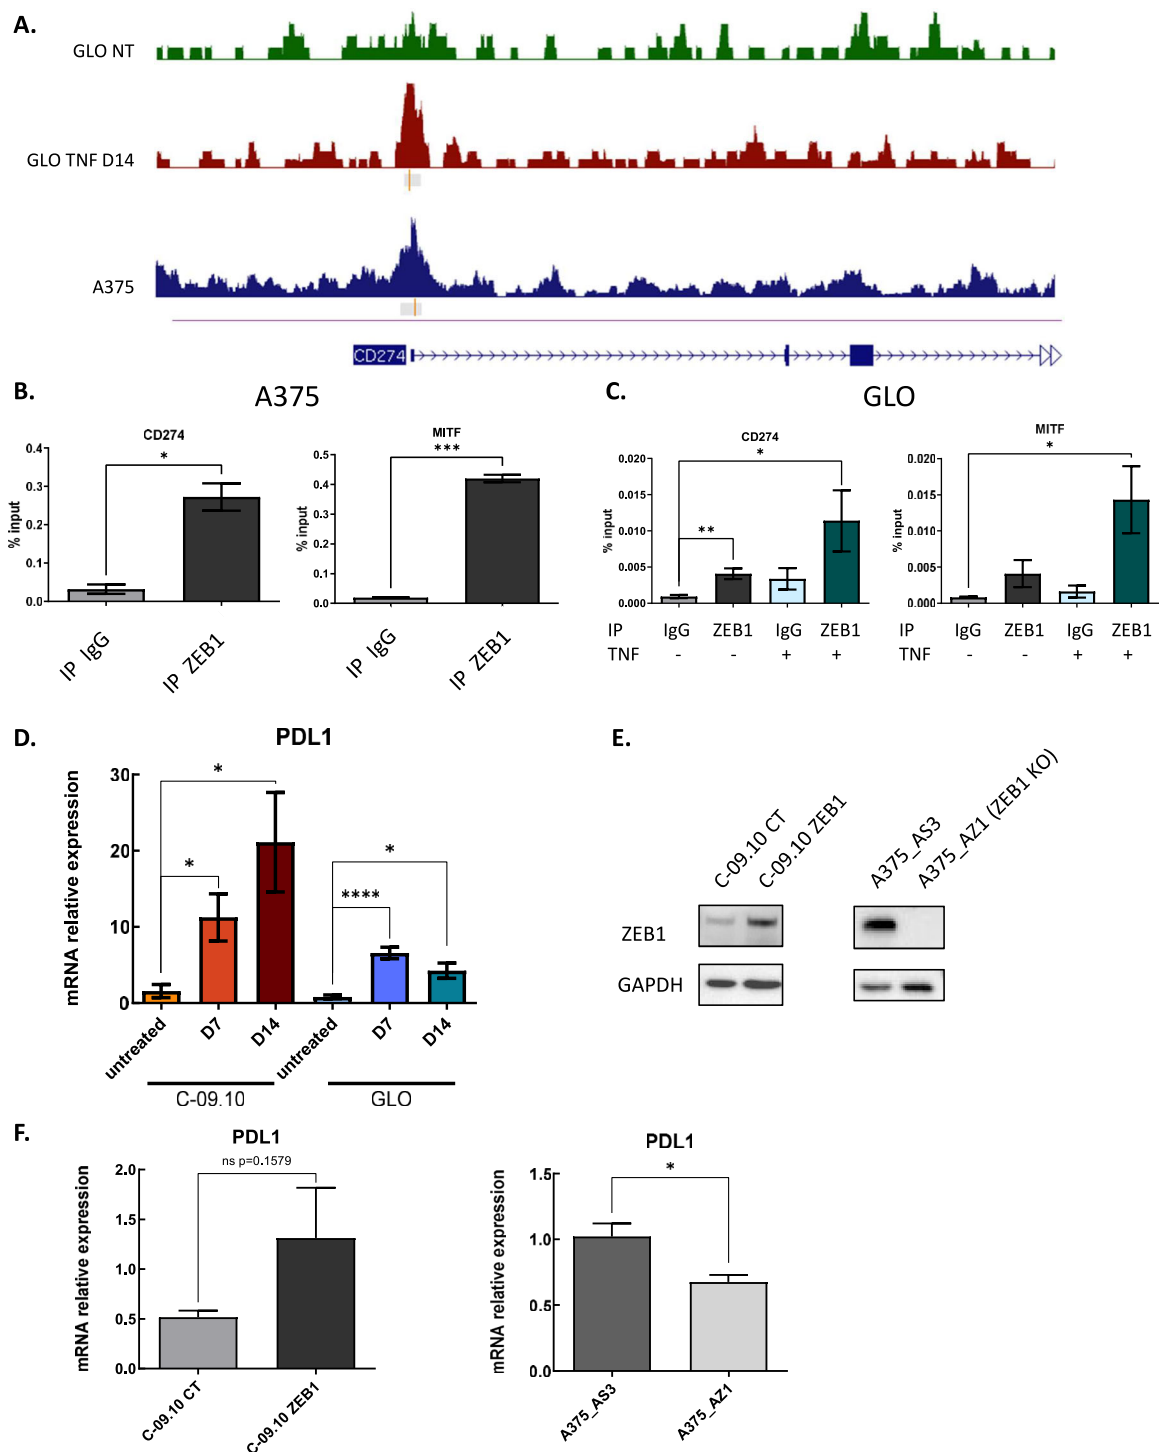 A.
GLO NT
GLO TNF D14
A375
CD274
B.
A375
CD274
*
0.4
0.3
0.2
0.1
0.0
% input
IP IgG
IP ZEB1
MITF
***
0.5
0.4
0.3
0.2
0.1
0.0
% input
IP IgG
IP ZEB1
C.
GLO
CD274
*
**
0.020
0.015
0.010
0.005
0.000
% input
IP IgG ZEB1 IgG ZEB1
TNF - - + +
MITF
*
0.020
0.015
0.010
0.005
0.000
% input
IP IgG ZEB1 IgG ZEB1
TNF - - + +
D.
PDL1
mRNA relative expression
30
20
10
0
*
*
*
****
untreated
D7
D14
untreated
D7
D14
C-09.10
GLO
E.
C-09.10 CT
C-09.10 ZEB1
A375_AS3
A375_AZ1 (ZEB1 KO)
ZEB1
GAPDH
F.
PDL1
ns p=0.1579
mRNA relative expression
2.0
1.5
1.0
0.5
0.0
C-09.10 CT
C-09.10 ZEB1
PDL1
*
mRNA relative expression
1.5
1.0
0.5
0.0
A375_AS3
A375_AZ1